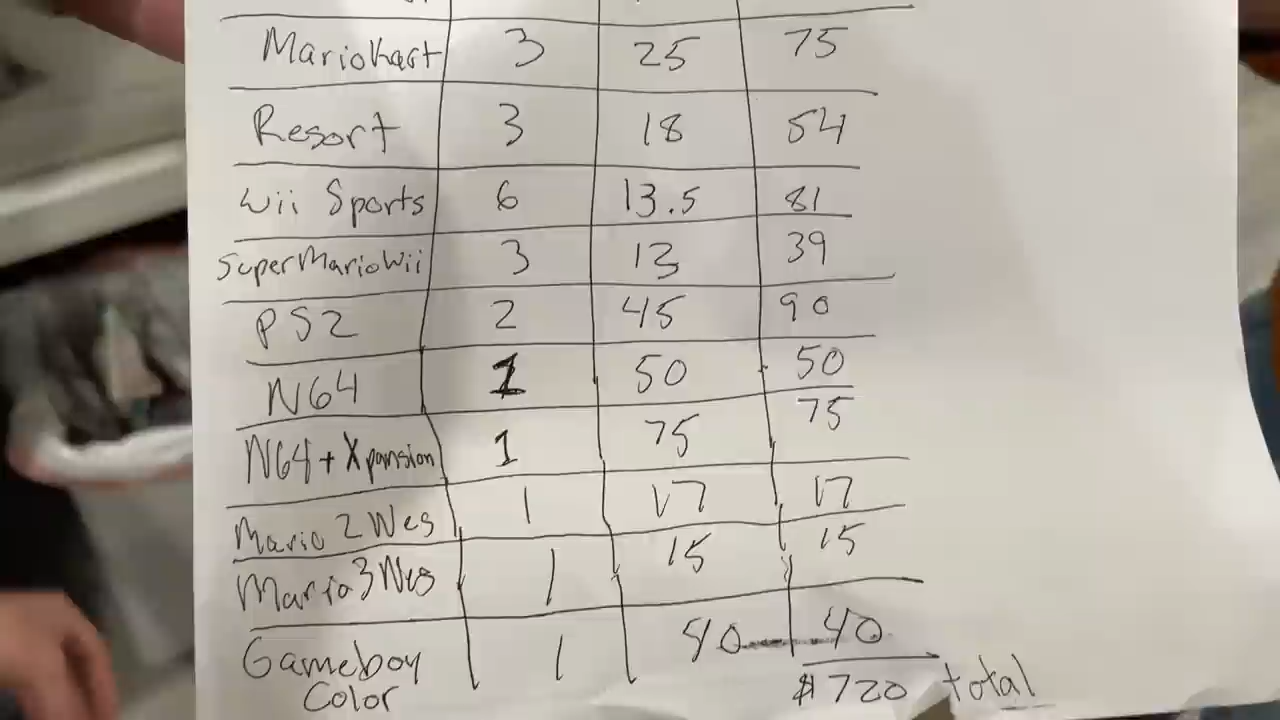 MarioKart 3 25 75
Resort 3 18 54
Wii Sports 6 13.5 81
SuperMarioWii 3 13 39
PS2 2 45 90
N64 1 50 50
N64+Xpansion 1 75 75
Mario 2 Nes 1 17 17
Mario 3 Nes 1 15 15
Gameboy Color 1 40 40
$720 total